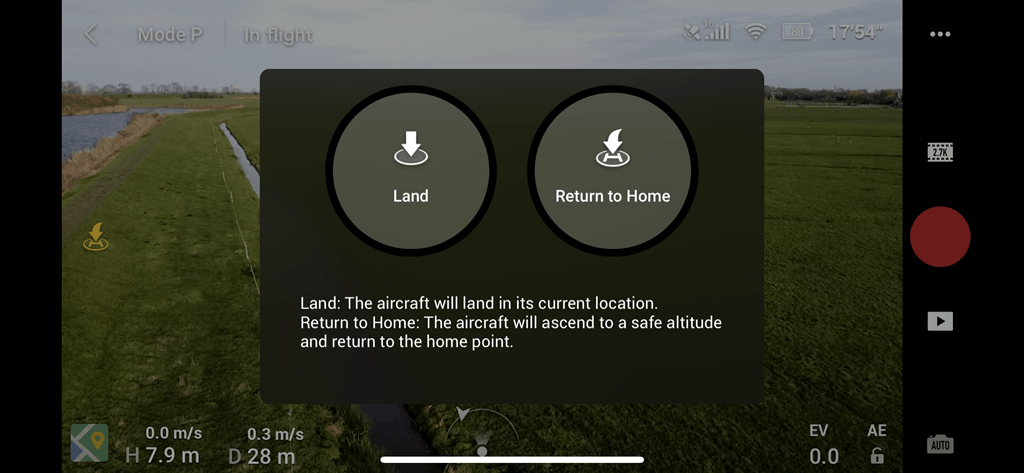 Mode P
In flight
16
80
17'54"
2.7K
Land
Return to Home
Land: The aircraft will land in its current location.
Return to Home: The aircraft will ascend to a safe altitude
and return to the home point.
0.0 m/s
0.3 m/s
H 7.9 m
D 28 m
EV
AE
0.0
AUTO